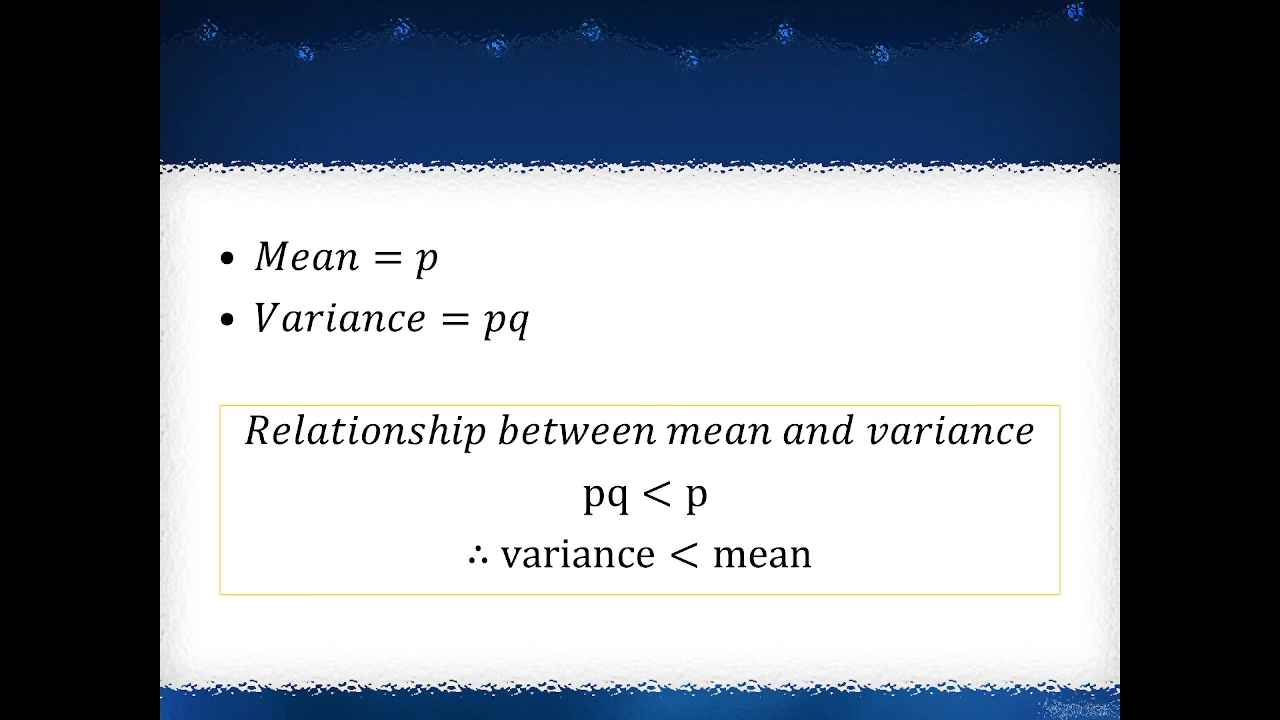 • Mean = p
• Variance = pq
Relationship between mean and variance
pq < p
∴ variance < mean